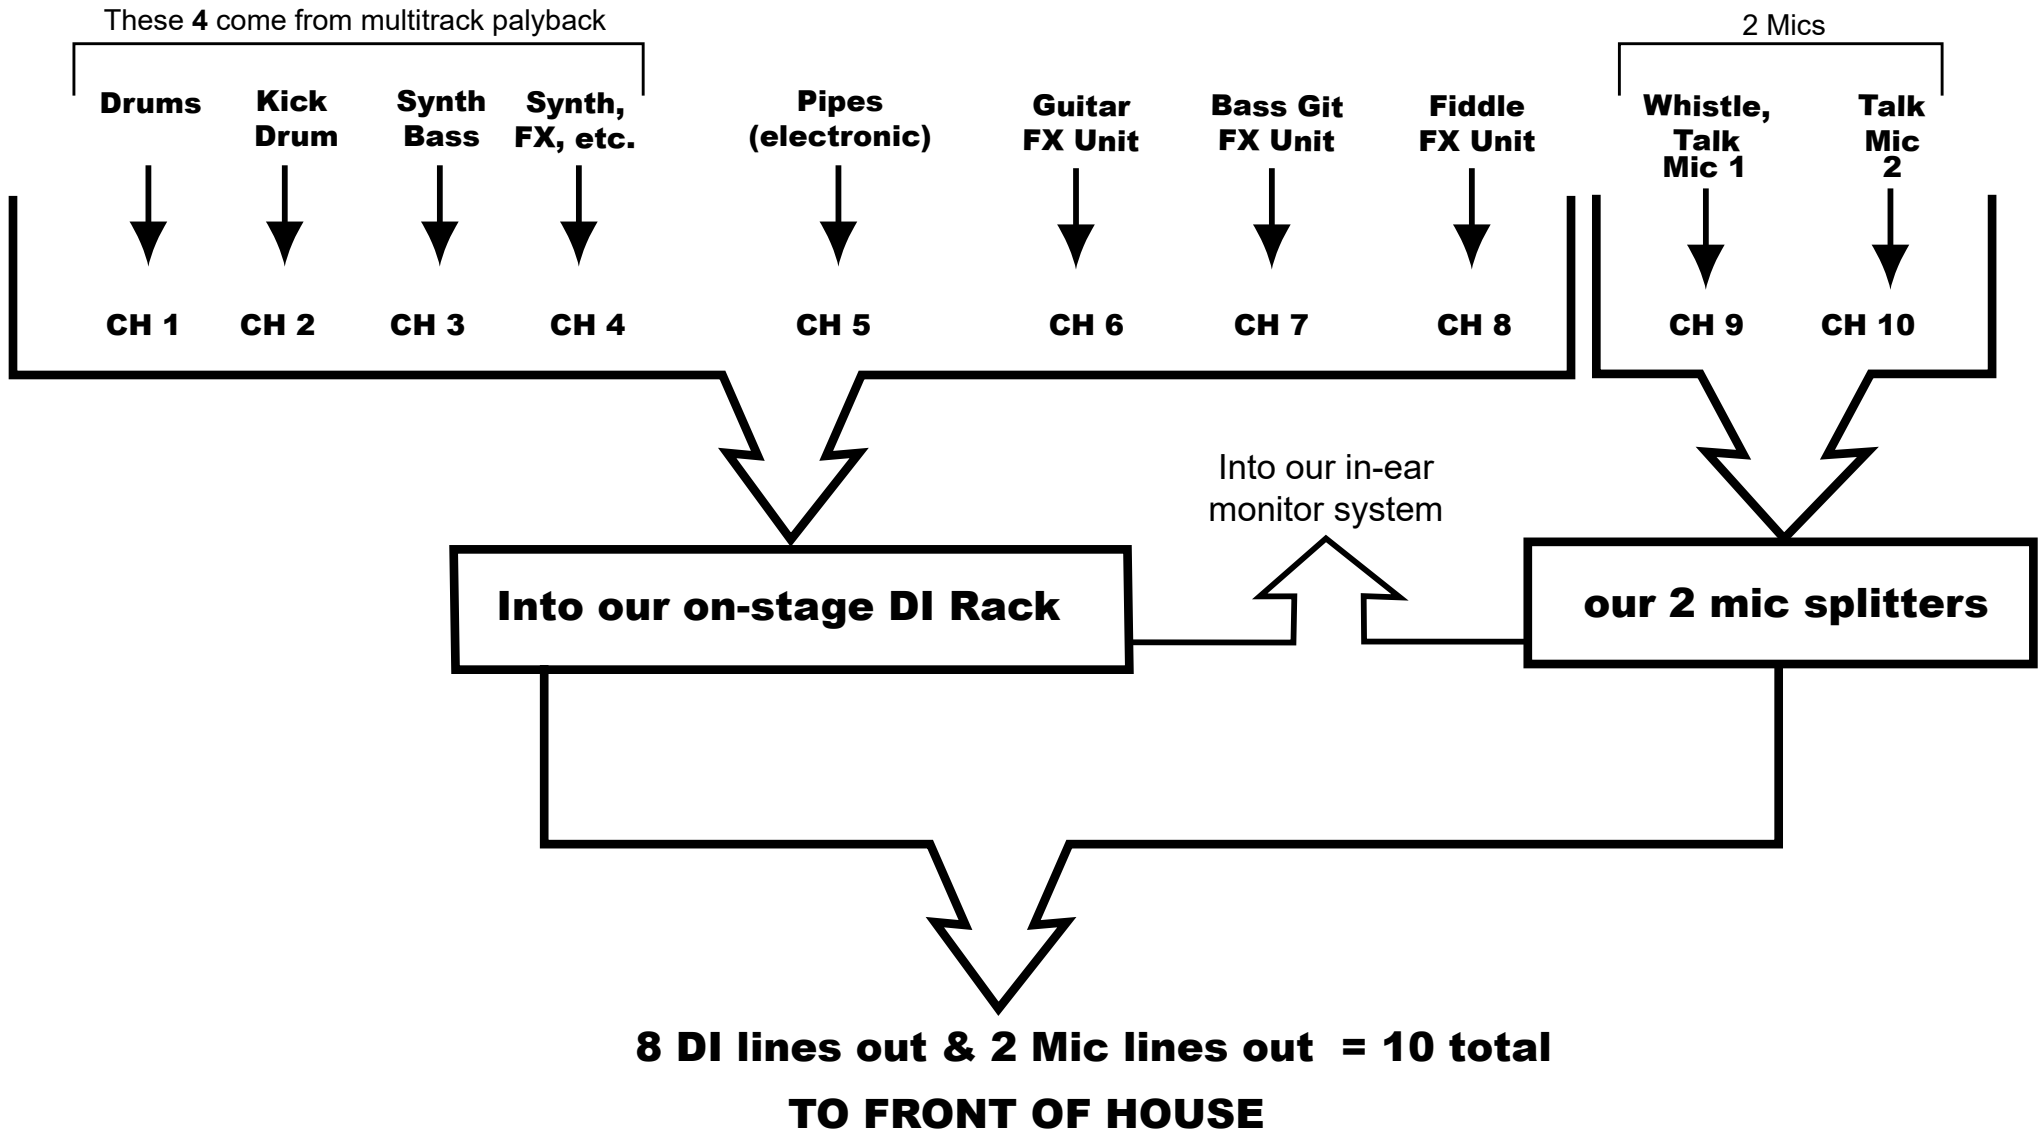 These 4 come from multitrack palyback
2 Mics
Drums
Kick
Drum
Synth
Bass
Synth,
FX, etc.
Pipes
(electronic)
Guitar
FX Unit
Bass Git
FX Unit
Fiddle
FX Unit
Whistle,
Talk
Mic 1
Talk
Mic
2
CH 1
CH 2
CH 3
CH 4
CH 5
CH 6
CH 7
CH 8
CH 9
CH 10
Into our in-ear
monitor system
Into our on-stage DI Rack
our 2 mic splitters
8 DI lines out & 2 Mic lines out = 10 total
TO FRONT OF HOUSE